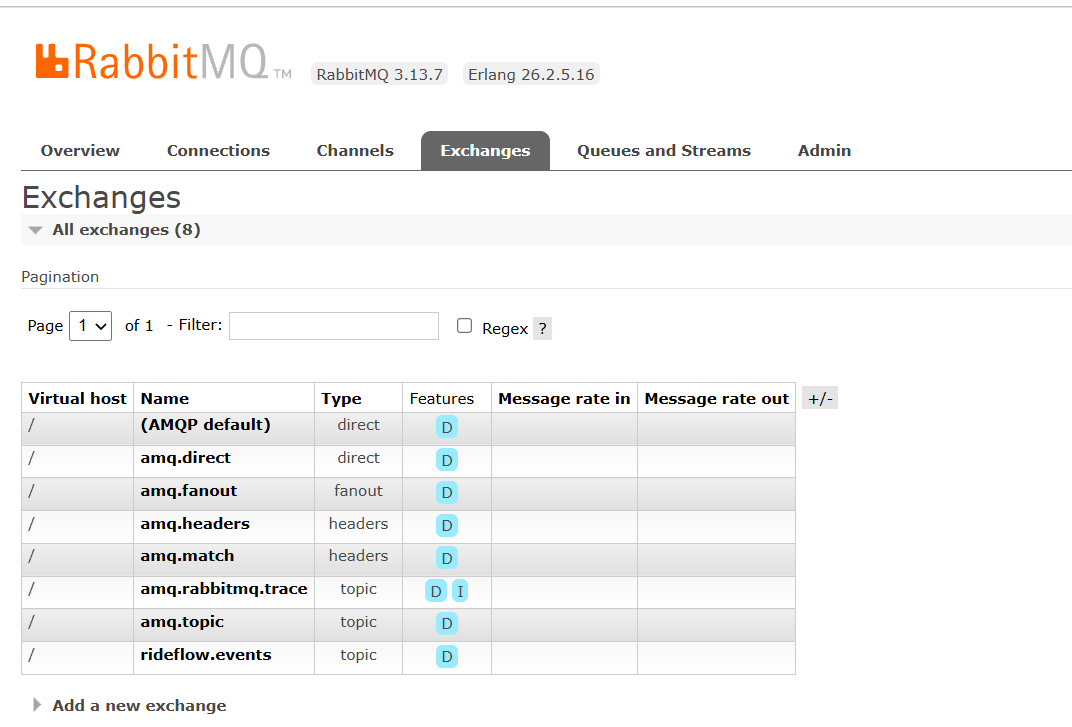 RabbitMQ TM RabbitMQ 3.13.7 Erlang 26.2.5.16
Overview Connections Channels Exchanges Queues and Streams Admin
Exchanges
All exchanges (8)
Pagination
Page 1 of 1 - Filter: Regex ?
Virtual host Name Type Features Message rate in Message rate out +/-
/ (AMQP default) direct D
/ amq.direct direct D
/ amq.fanout fanout D
/ amq.headers headers D
/ amq.match headers D
/ amq.rabbitmq.trace topic D I
/ amq.topic topic D
/ rideflow.events topic D
Add a new exchange